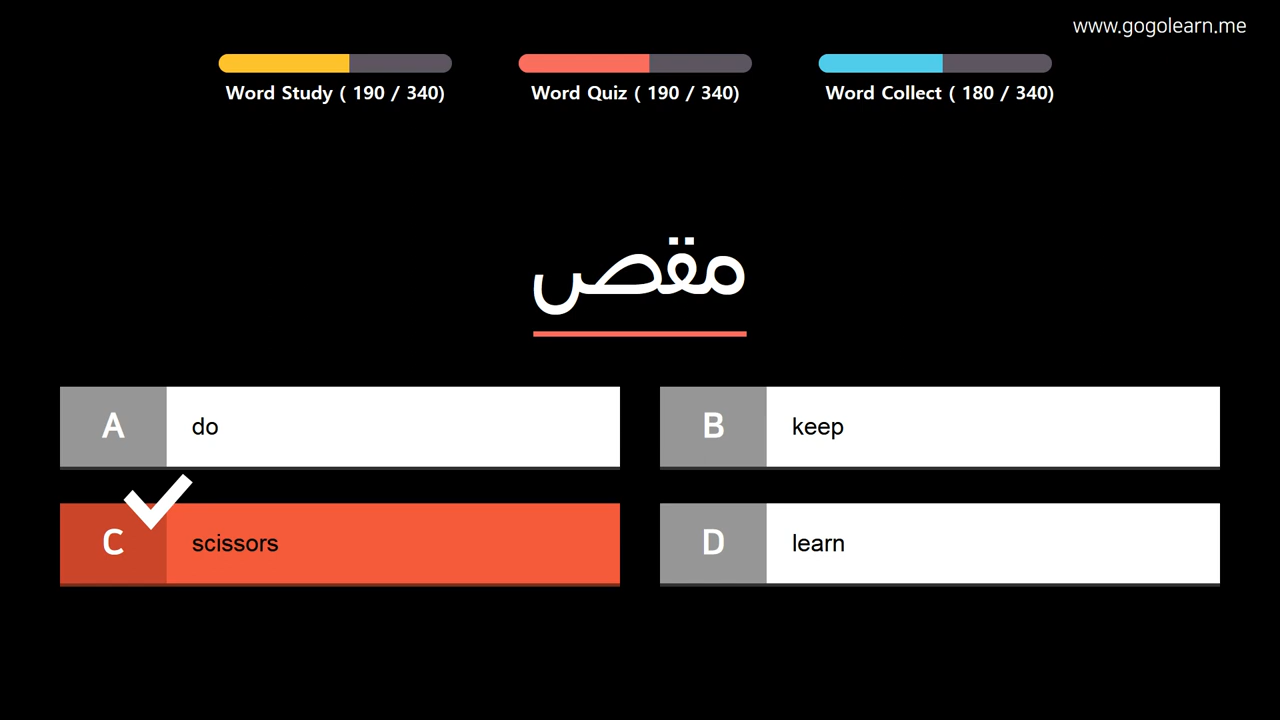 www.gogolearn.me
Word Study ( 190 / 340)
Word Quiz ( 190 / 340)
Word Collect ( 180 / 340)
مقص
A do
B keep
C scissors
D learn